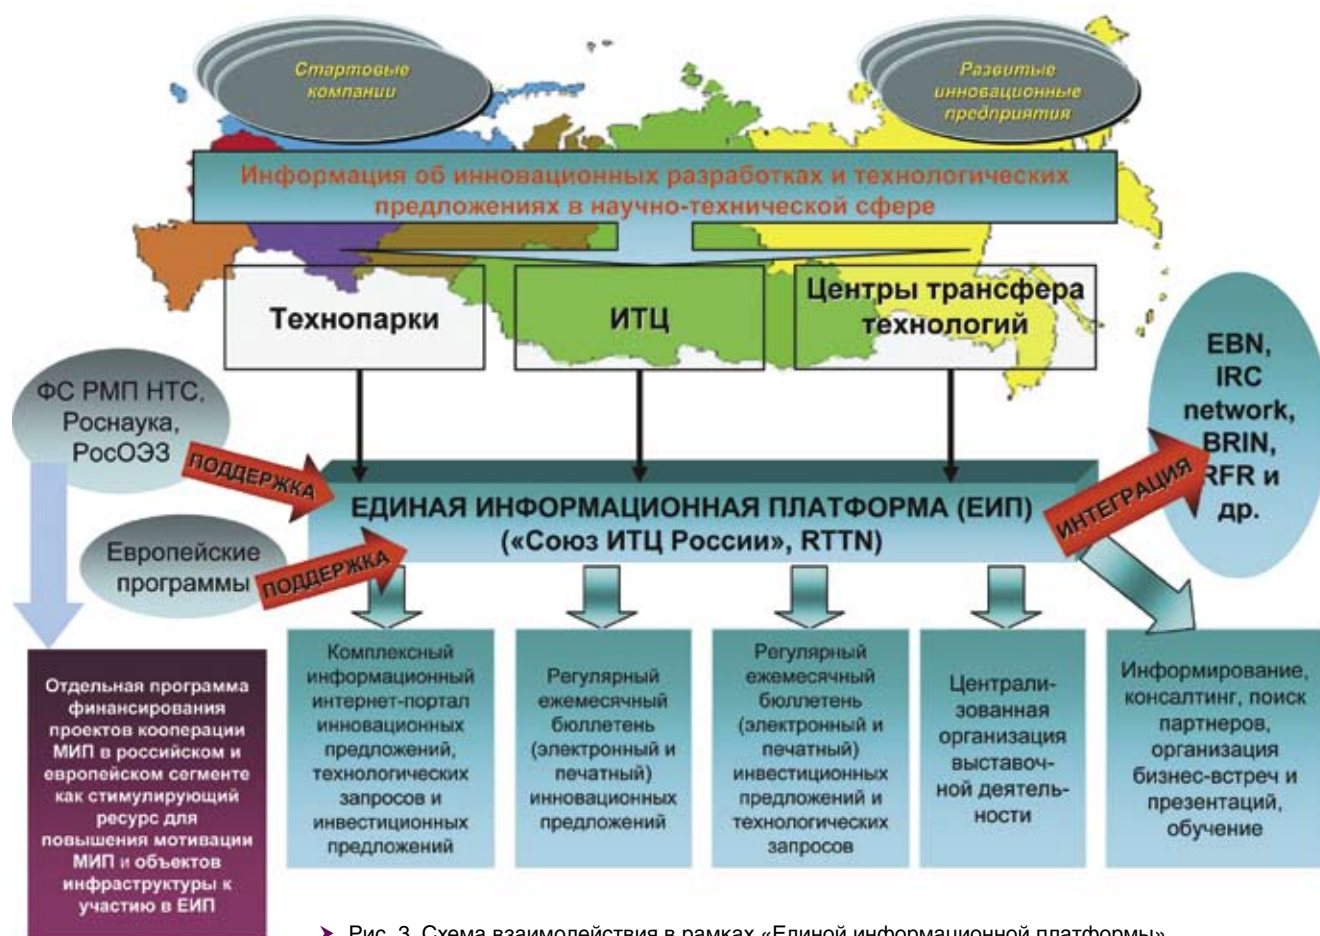 Стартовые
компании
Развитые
инновационные
предприятия
Информация об инновационных разработках и технологических
предложениях в научно-технической сфере
Технопарки
ИТЦ
Центры трансфера
технологий
ФС РМП НТС,
Роснаука,
РосОЭЗ
ПОДДЕРЖКА
Европейские
программы
ПОДДЕРЖКА
ЕДИНАЯ ИНФОРМАЦИОННАЯ ПЛАТФОРМА (ЕИП)
(«Союз ИТЦ России», RTTN)
ИНТЕГРАЦИЯ
EBN,
IRC
network,
BRIN,
RFR и
др.
Отдельная программа
финансирования
проектов кооперации
МИП в российском и
европейском сегменте
как стимулирующий
ресурс для
повышения мотивации
МИП и объектов
инфраструктуры к
участию в ЕИП
Комплексный
информационный
интернет-портал
инновационных
предложений,
технологических
запросов и
инвестиционных
предложений
Регулярный
ежемесячный
бюллетень
(электронный и
печатный)
инновационных
предложений
Регулярный
ежемесячный
бюллетень
(электронный и
печатный)
инвестиционных
предложений и
технологических
запросов
Централи-
зованная
организация
выставоч-
ной деятель-
ности
Информирование,
консалтинг, поиск
партнеров,
организация
бизнес-встреч и
презентаций,
обучение
Рис. 3. Схема взаимодействия в рамках «Единой информационной платформы»